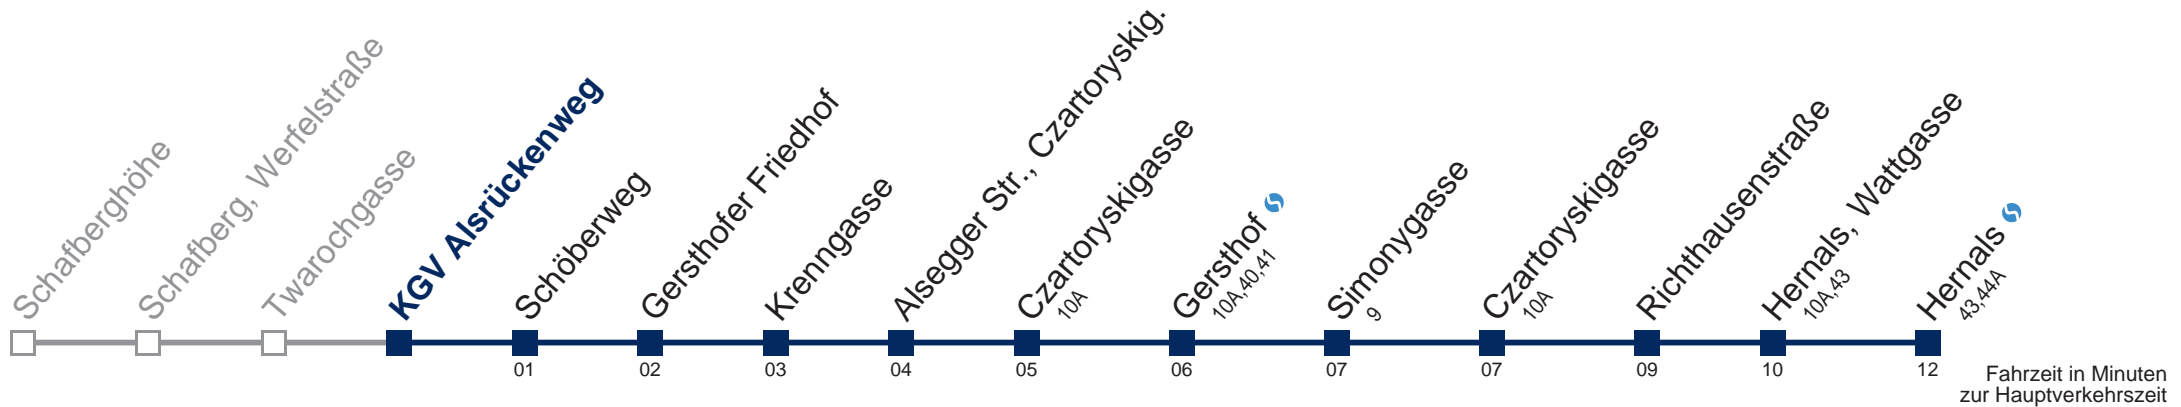 Schafberghöhe
Schafberg, Werfelstraße
Twarochgasse
KGV Alsrückenweg
Schöberweg
01
Gersthofer Friedhof
02
Krenngasse
03
Alsegger Str., Czartoryskig.
04
Czartoryskigasse
10A
05
Gersthof
10A,40,41
06
Simonygasse
9
07
Czartoryskigasse
10A
07
Richthausenstraße
09
Hernals, Wattgasse
10A,43
10
Hernals
43,44A
12
Fahrzeit in Minuten
zur Hauptverkehrszeit